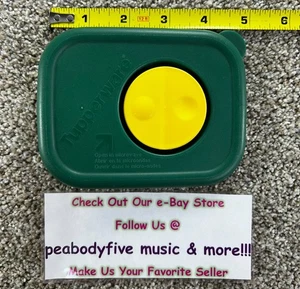 1 2 3 4 5 6
Tupperware
Check Out Our e-Bay Store
Follow Us @
peabodyfive music & more!!!
Make Us Your Favorite Seller